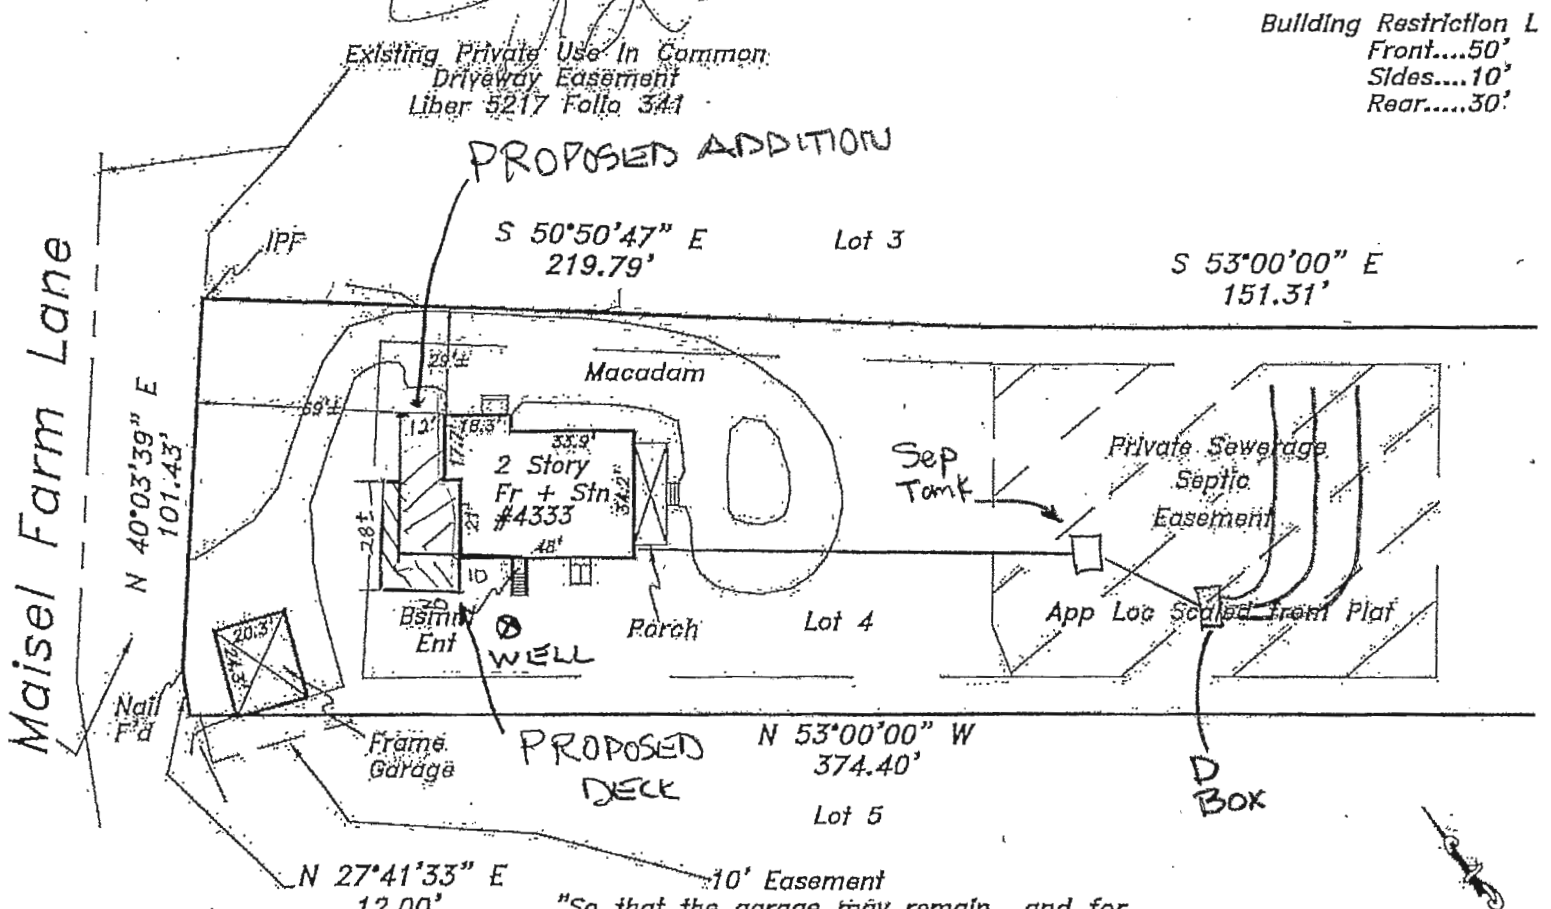 Building Restriction L
Front....50'
Sides....10'
Rear.....30'
Existing Private Use In Common
Driveway Easement
Liber 5217 Folio 341
PROPOSED ADDITION
IPF
S 50°50'47" E
219.79'
Lot 3
S 53°00'00" E
151.31'
Maisel Farm Lane
N 40°03'39" E
101.43'
29'±
Macadam
59'±
12'
18.3'
17.7'
33.9'
2 Story
Fr + Stn
#4333
34.2'
48'
21'
28'±
10
20
Bsmnt
Ent
WELL
Porch
Lot 4
Sep
Tank
Private Sewerage
Septic
Easement
App Loc Scaled from Plat
20.3'
Nail
F'd
Frame
Garage
PROPOSED
DECK
N 53°00'00" W
374.40'
Lot 5
D
BOX
N 27°41'33" E
12.00'
10' Easement
"So that the garage may remain, and for